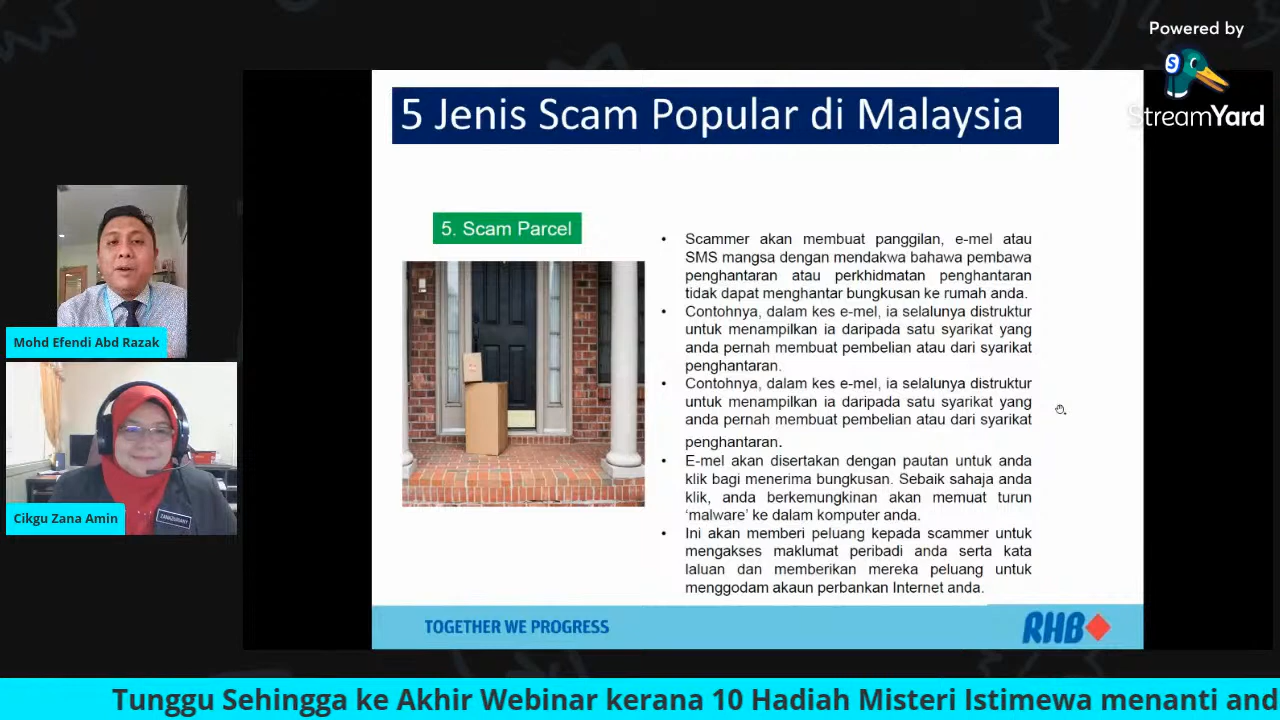 Powered by
StreamYard
5 Jenis Scam Popular di Malaysia
5. Scam Parcel
• Scammer akan membuat panggilan, e-mel atau
SMS mangsa dengan mendakwa bahawa pembawa
penghantaran atau perkhidmatan penghantaran
tidak dapat menghantar bungkusan ke rumah anda.
• Contohnya, dalam kes e-mel, ia selalunya distruktur
untuk menampilkan ia daripada satu syarikat yang
anda pernah membuat pembelian atau dari syarikat
penghantaran.
• Contohnya, dalam kes e-mel, ia selalunya distruktur
untuk menampilkan ia daripada satu syarikat yang
anda pernah membuat pembelian atau dari syarikat
penghantaran.
• E-mel akan disertakan dengan pautan untuk anda
klik bagi menerima bungkusan. Sebaik sahaja anda
klik, anda berkemungkinan akan memuat turun
‘malware’ ke dalam komputer anda.
• Ini akan memberi peluang kepada scammer untuk
mengakses maklumat peribadi anda serta kata
laluan dan memberikan mereka peluang untuk
menggodam akaun perbankan Internet anda.
Mohd Efendi Abd Razak
Cikgu Zana Amin
TOGETHER WE PROGRESS
RHB
Tunggu Sehingga ke Akhir Webinar kerana 10 Hadiah Misteri Istimewa menanti and